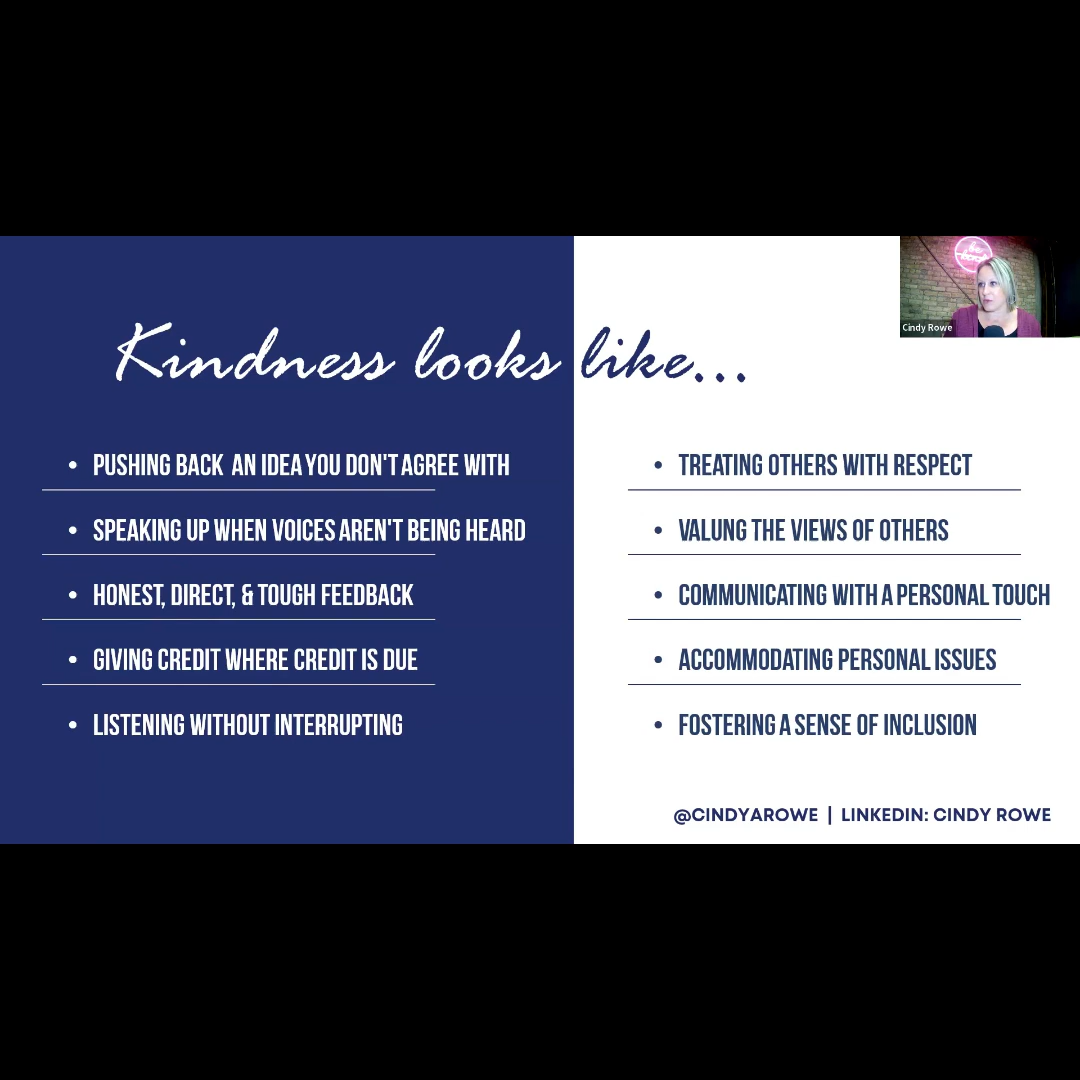 Kindness looks like...
PUSHING BACK AN IDEA YOU DON'T AGREE WITH
SPEAKING UP WHEN VOICES AREN'T BEING HEARD
HONEST, DIRECT, & TOUGH FEEDBACK
GIVING CREDIT WHERE CREDIT IS DUE
LISTENING WITHOUT INTERRUPTING
TREATING OTHERS WITH RESPECT
VALUNG THE VIEWS OF OTHERS
COMMUNICATING WITH A PERSONAL TOUCH
ACCOMMODATING PERSONAL ISSUES
FOSTERING A SENSE OF INCLUSION
@CINDYAROWE | LINKEDIN: CINDY ROWE
Cindy Rowe
be